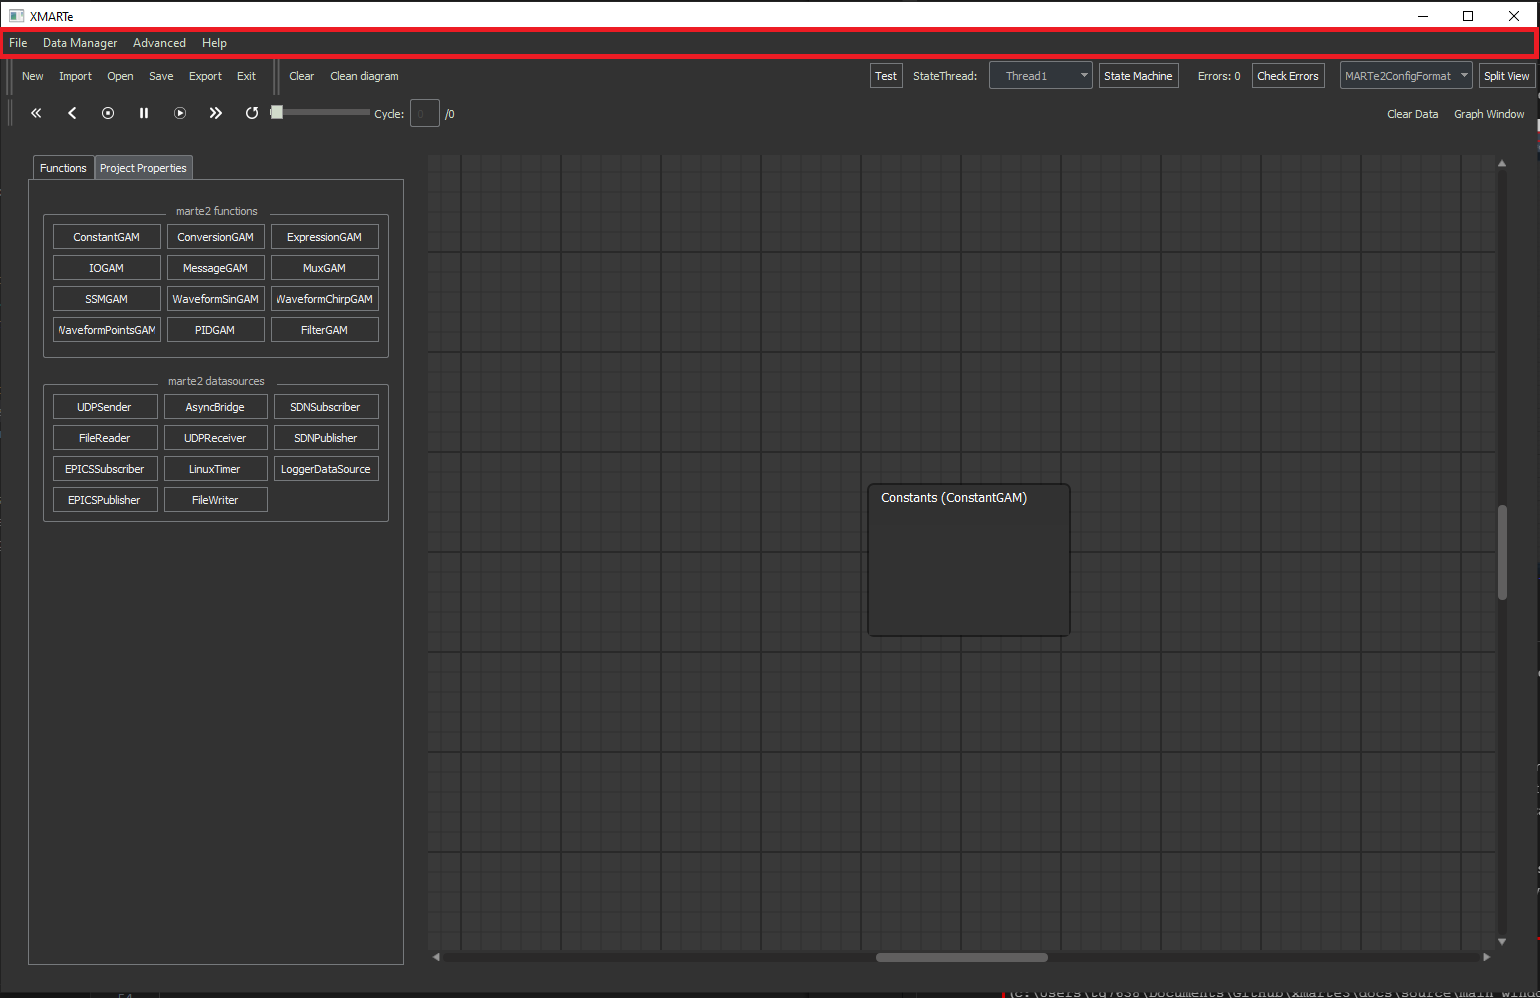 XMARTe
File Data Manager Advanced Help
New Import Open Save Export Exit Clear Clean diagram Test StateThread: Thread1 State Machine Errors: 0 Check Errors MARTe2ConfigFormat Split View
Cycle: 0 /0 Clear Data Graph Window
Functions Project Properties
marte2 functions
ConstantGAM ConversionGAM ExpressionGAM
IOGAM MessageGAM MuxGAM
SSMGAM WaveformSinGAM WaveformChirpGAM
WaveformPointsGAM PIDGAM FilterGAM
marte2 datasources
UDPSender AsyncBridge SDNSubscriber
FileReader UDPReceiver SDNPublisher
EPICSSubscriber LinuxTimer LoggerDataSource
EPICSPublisher FileWriter
Constants (ConstantGAM)